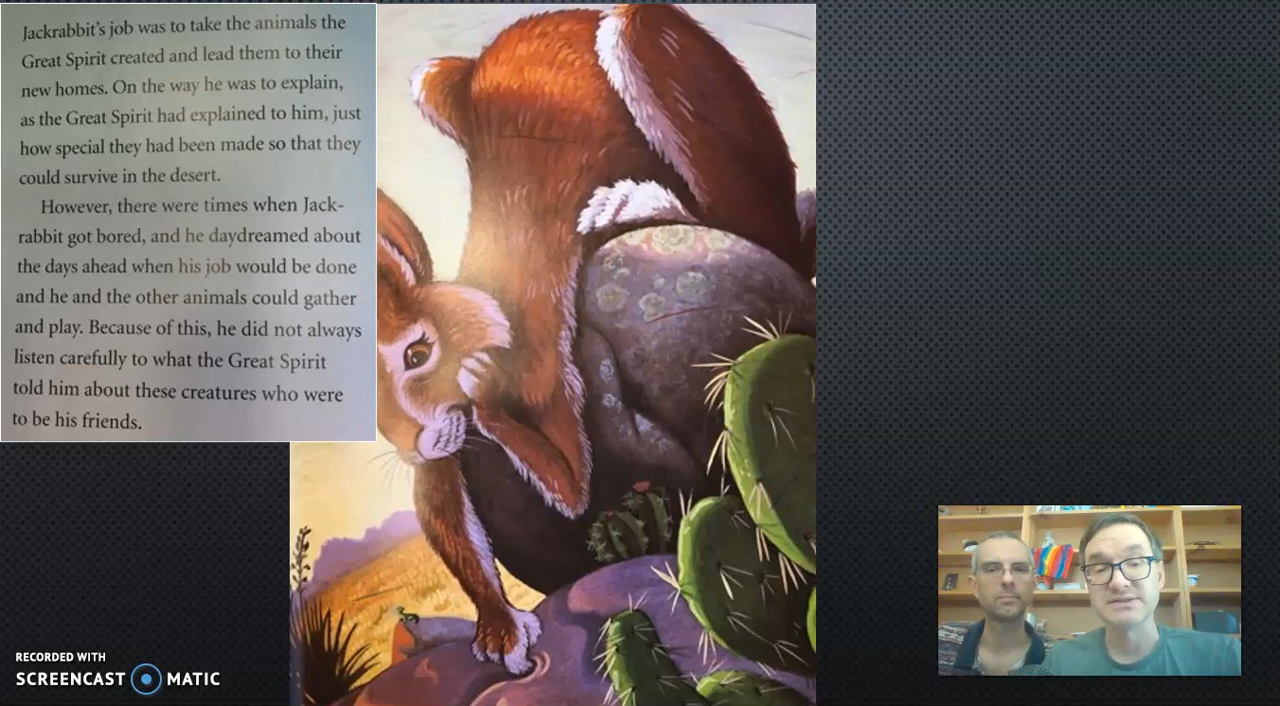 Jackrabbit's job was to take the animals the
Great Spirit created and lead them to their
new homes. On the way he was to explain,
as the Great Spirit had explained to him, just
how special they had been made so that they
could survive in the desert.
However, there were times when Jack-
rabbit got bored, and he daydreamed about
the days ahead when his job would be done
and he and the other animals could gather
and play. Because of this, he did not always
listen carefully to what the Great Spirit
told him about these creatures who were
to be his friends.
RECORDED WITH
SCREENCAST MATIC